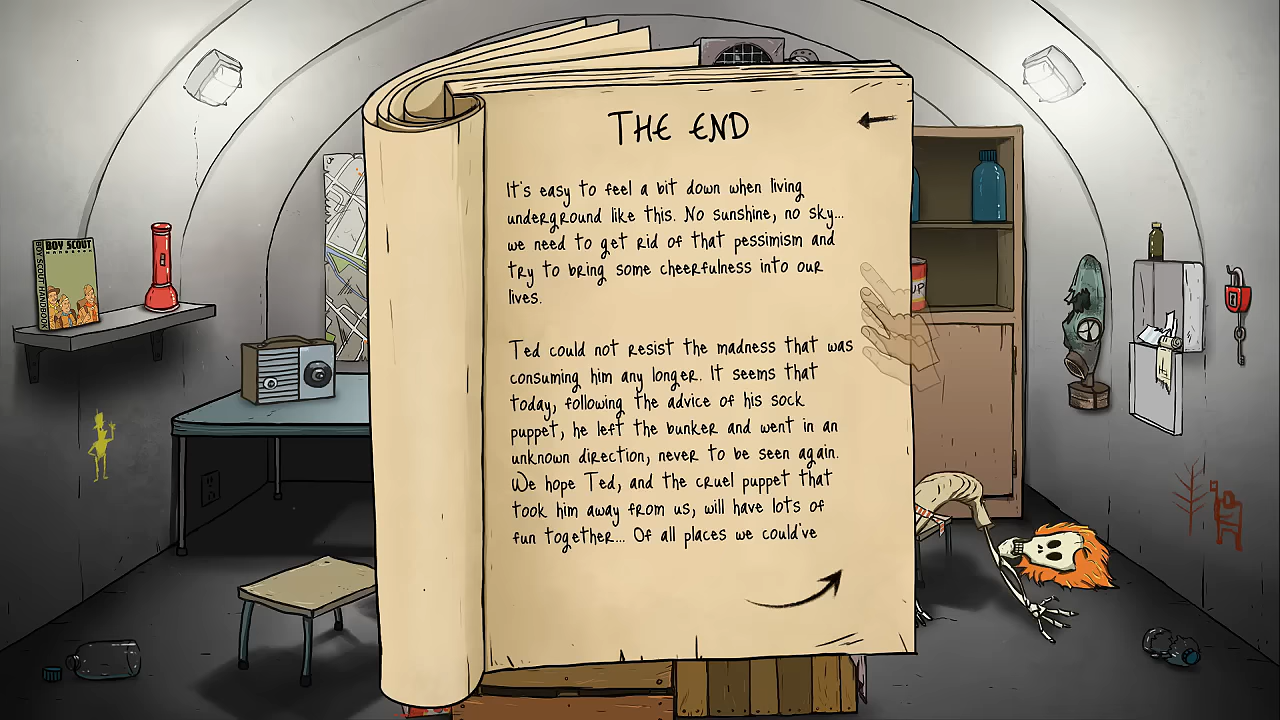 THE END
It's easy to feel a bit down when living
underground like this. No sunshine, no sky...
we need to get rid of that pessimism and
try to bring some cheerfulness into our
lives.
Ted could not resist the madness that was
consuming him any longer. It seems that
today, following the advice of his sock
puppet, he left the bunker and went in an
unknown direction, never to be seen again.
We hope Ted, and the cruel puppet that
took him away from us, will have lots of
fun together... Of all places we could've
BOY SCOUT
HANDBOOK
BOY SCOUT HANDBOOK
UP